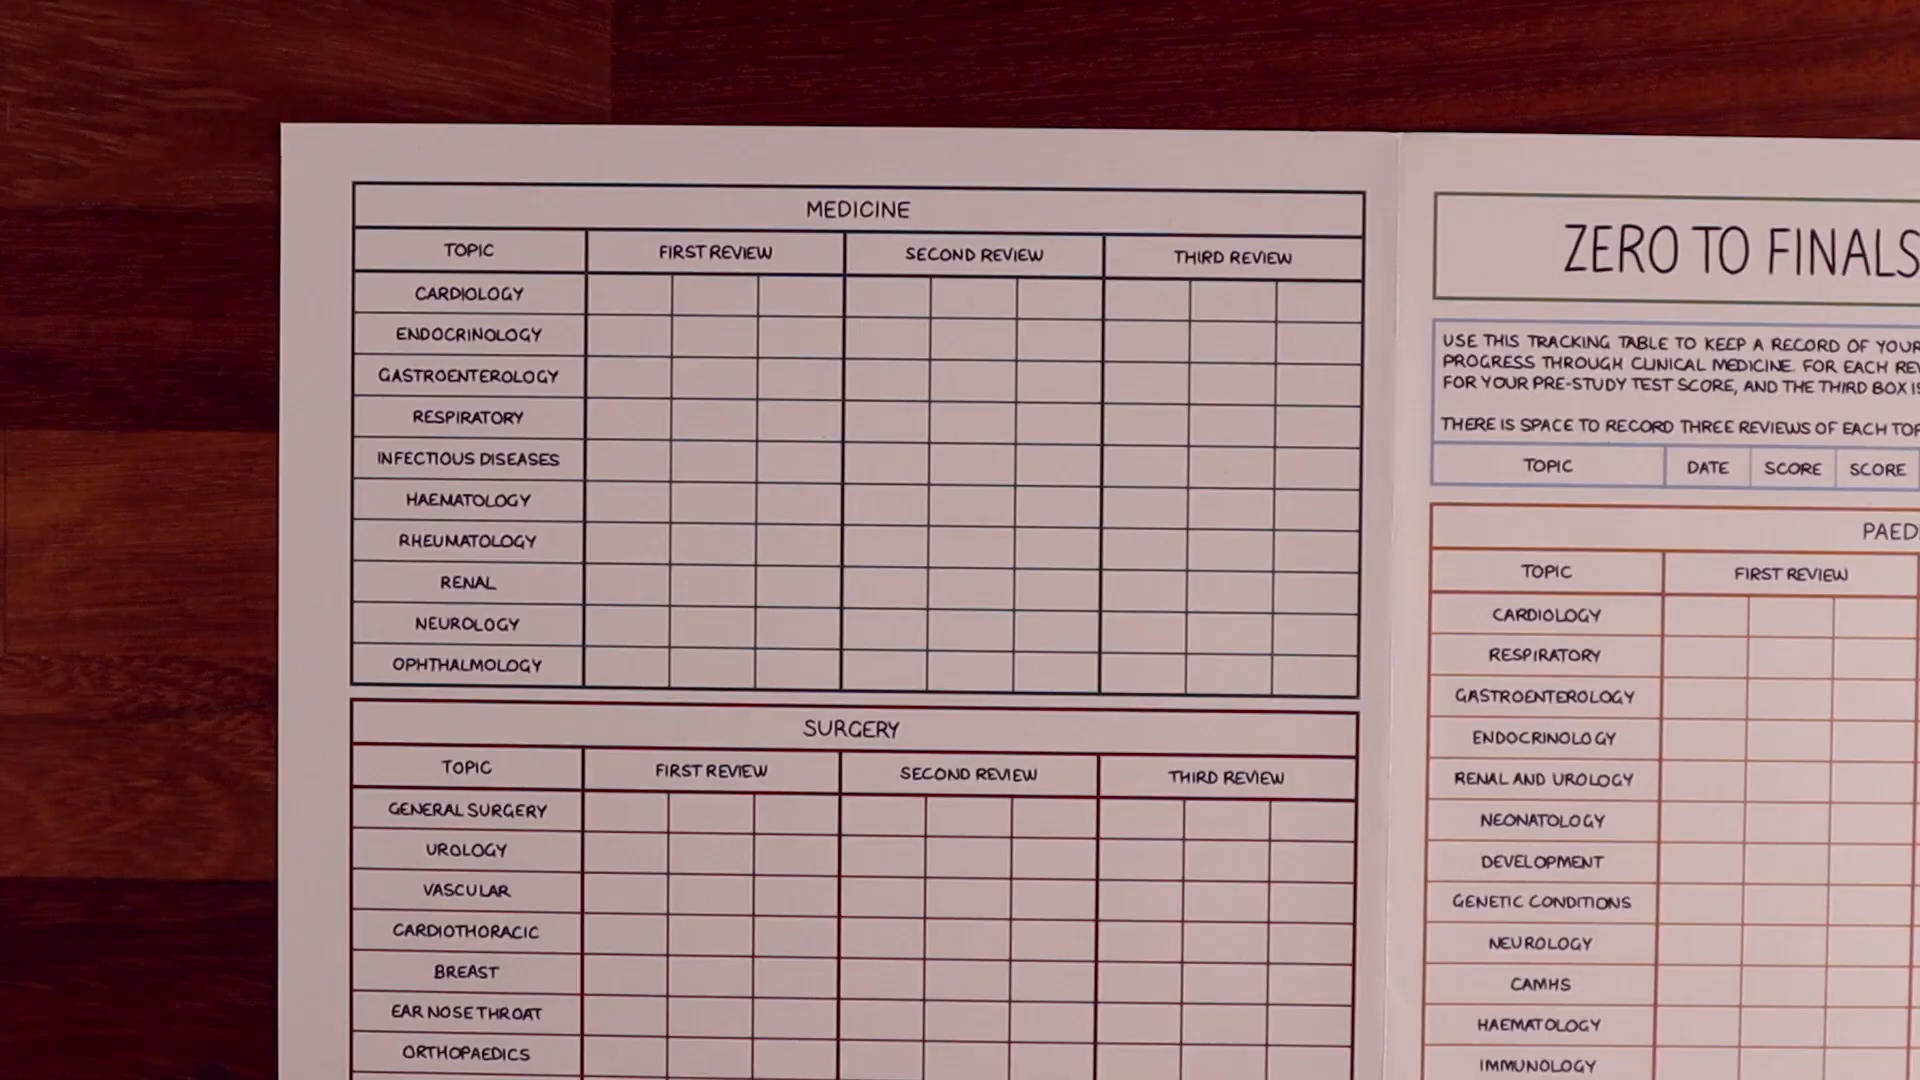 MEDICINE
TOPIC FIRST REVIEW SECOND REVIEW THIRD REVIEW
CARDIOLOGY
ENDOCRINOLOGY
GASTROENTEROLOGY
RESPIRATORY
INFECTIOUS DISEASES
HAEMATOLOGY
RHEUMATOLOGY
RENAL
NEUROLOGY
OPHTHALMOLOGY
SURGERY
TOPIC FIRST REVIEW SECOND REVIEW THIRD REVIEW
GENERAL SURGERY
UROLOGY
VASCULAR
CARDIOTHORACIC
BREAST
EAR NOSE THROAT
ORTHOPAEDICS
ZERO TO FINALS
USE THIS TRACKING TABLE TO KEEP A RECORD OF YOUR
PROGRESS THROUGH CLINICAL MEDICINE. FOR EACH
FOR YOUR PRE-STUDY TEST SCORE, AND THE THIRD BOX
THERE IS SPACE TO RECORD THREE REVIEWS OF EACH
TOPIC DATE SCORE SCORE
TOPIC FIRST REVIEW
CARDIOLOGY
RESPIRATORY
GASTROENTEROLOGY
ENDOCRINOLOGY
RENAL AND UROLOGY
NEONATOLOGY
DEVELOPMENT
GENETIC CONDITIONS
NEUROLOGY
CAMHS
HAEMATOLOGY
IMMUNOLOGY